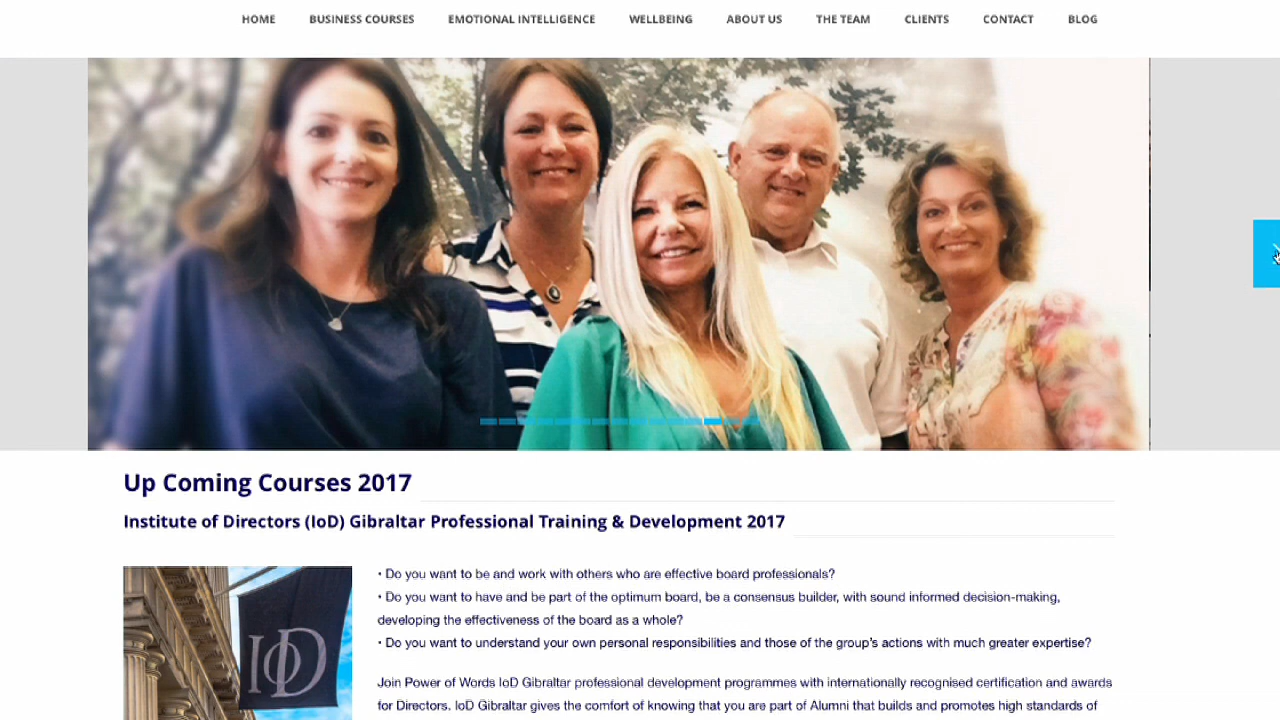 HOME BUSINESS COURSES EMOTIONAL INTELLIGENCE WELLBEING ABOUT US THE TEAM CLIENTS CONTACT BLOG
Up Coming Courses 2017
Institute of Directors (IoD) Gibraltar Professional Training & Development 2017
• Do you want to be and work with others who are effective board professionals?
• Do you want to have and be part of the optimum board, be a consensus builder, with sound informed decision-making,
developing the effectiveness of the board as a whole?
• Do you want to understand your own personal responsibilities and those of the group's actions with much greater expertise?
IoD
Join Power of Words IoD Gibraltar professional development programmes with internationally recognised certification and awards
for Directors. IoD Gibraltar gives the comfort of knowing that you are part of Alumni that builds and promotes high standards of